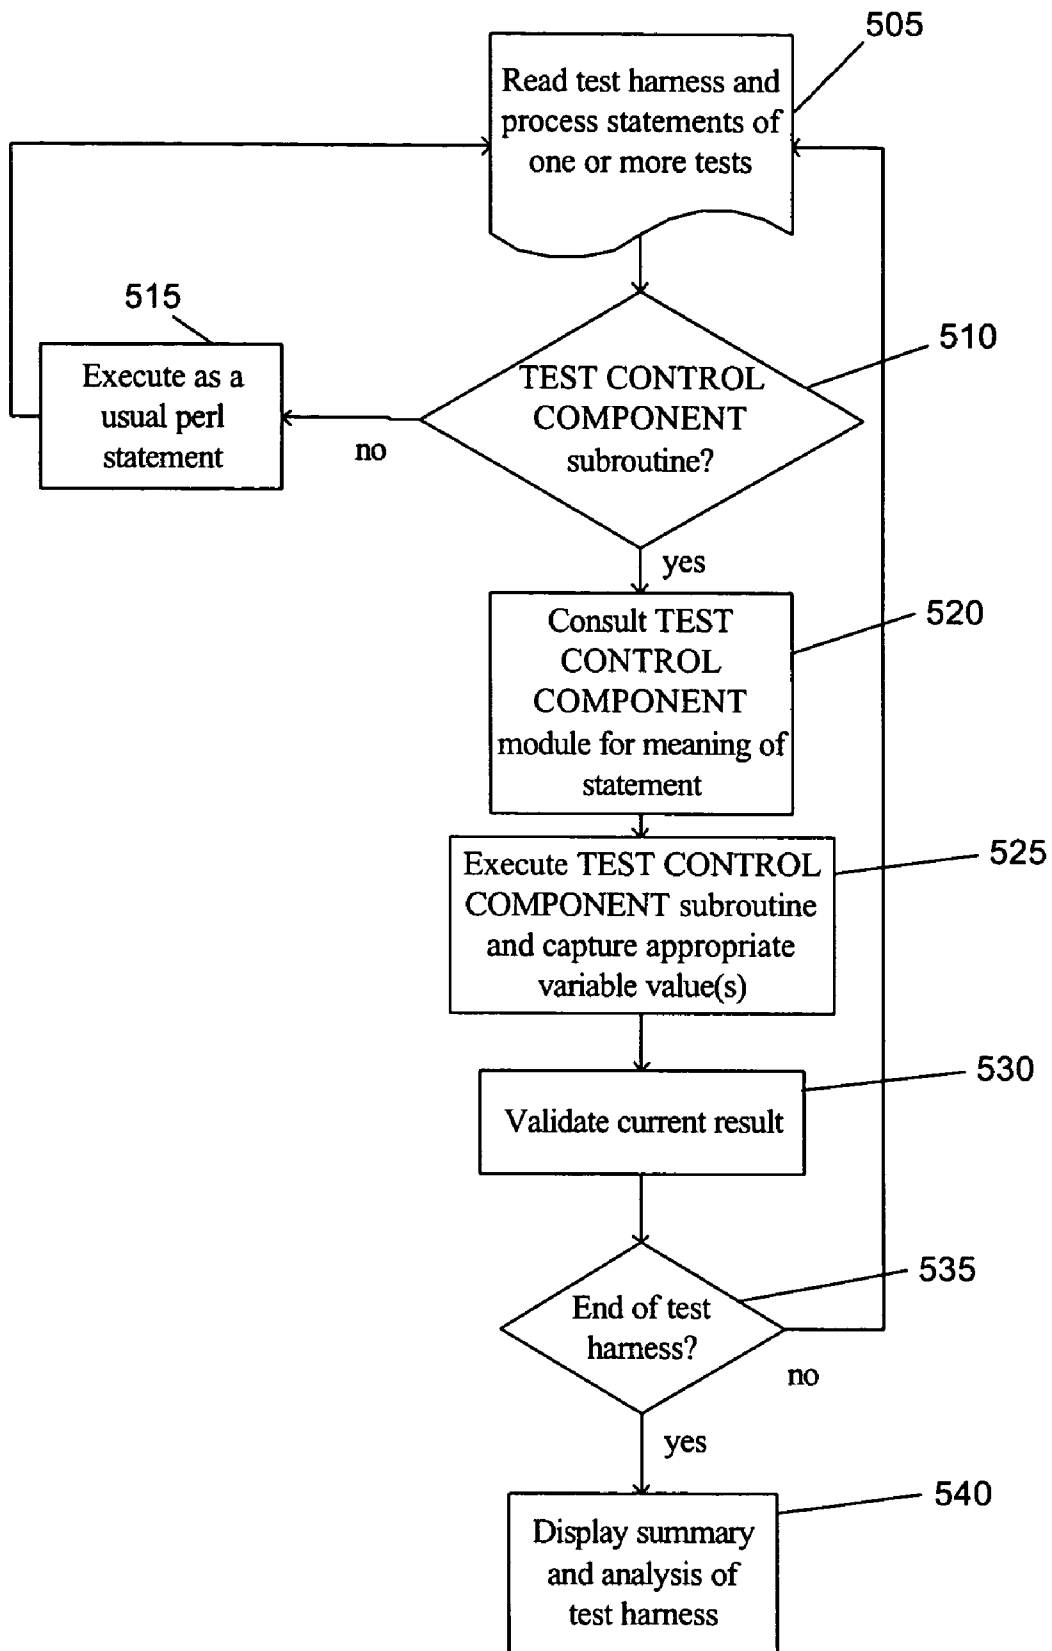 505
Read test harness and
process statements of
one or more tests
515
510
Execute as a
usual perl
statement
no
TEST CONTROL
COMPONENT
subroutine?
yes
520
Consult TEST
CONTROL
COMPONENT
module for meaning of
statement
525
Execute TEST CONTROL
COMPONENT subroutine
and capture appropriate
variable value(s)
530
Validate current result
535
End of test
harness?
no
yes
540
Display summary
and analysis of
test harness